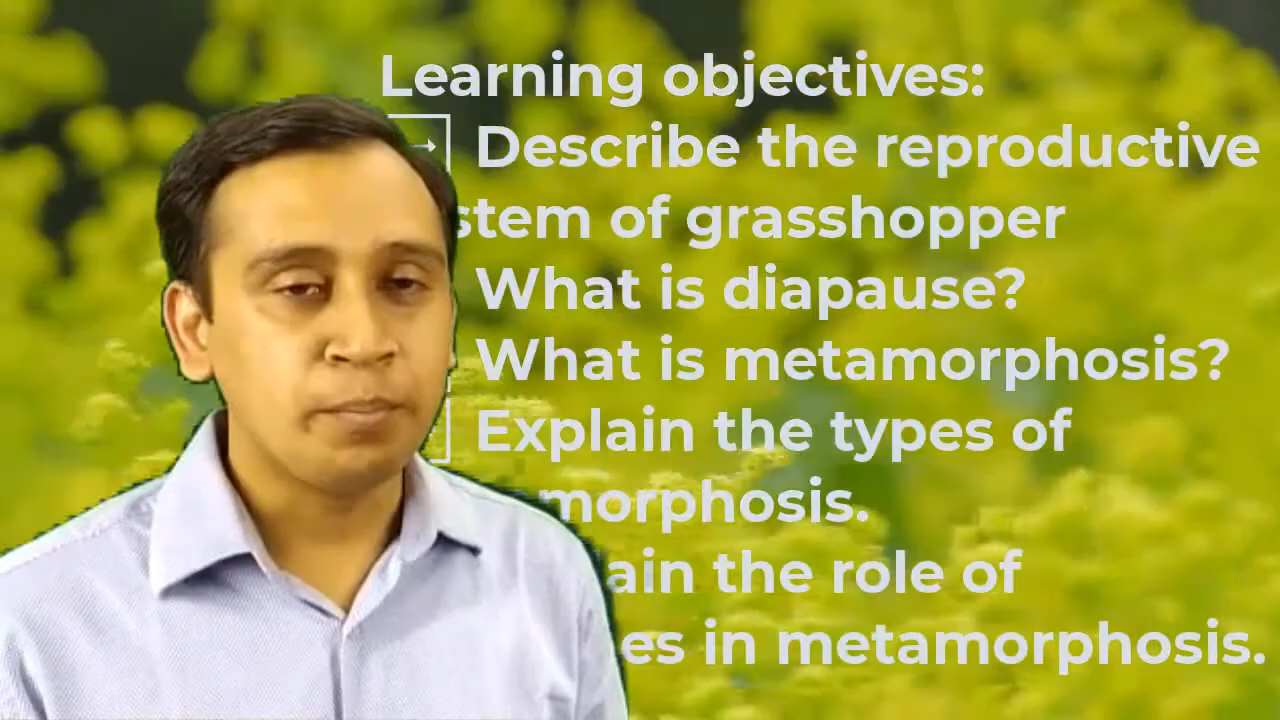 Learning objectives:
Describe the reproductive
stem of grasshopper
What is diapause?
What is metamorphosis?
Explain the types of
morphosis.
ain the role of
es in metamorphosis.